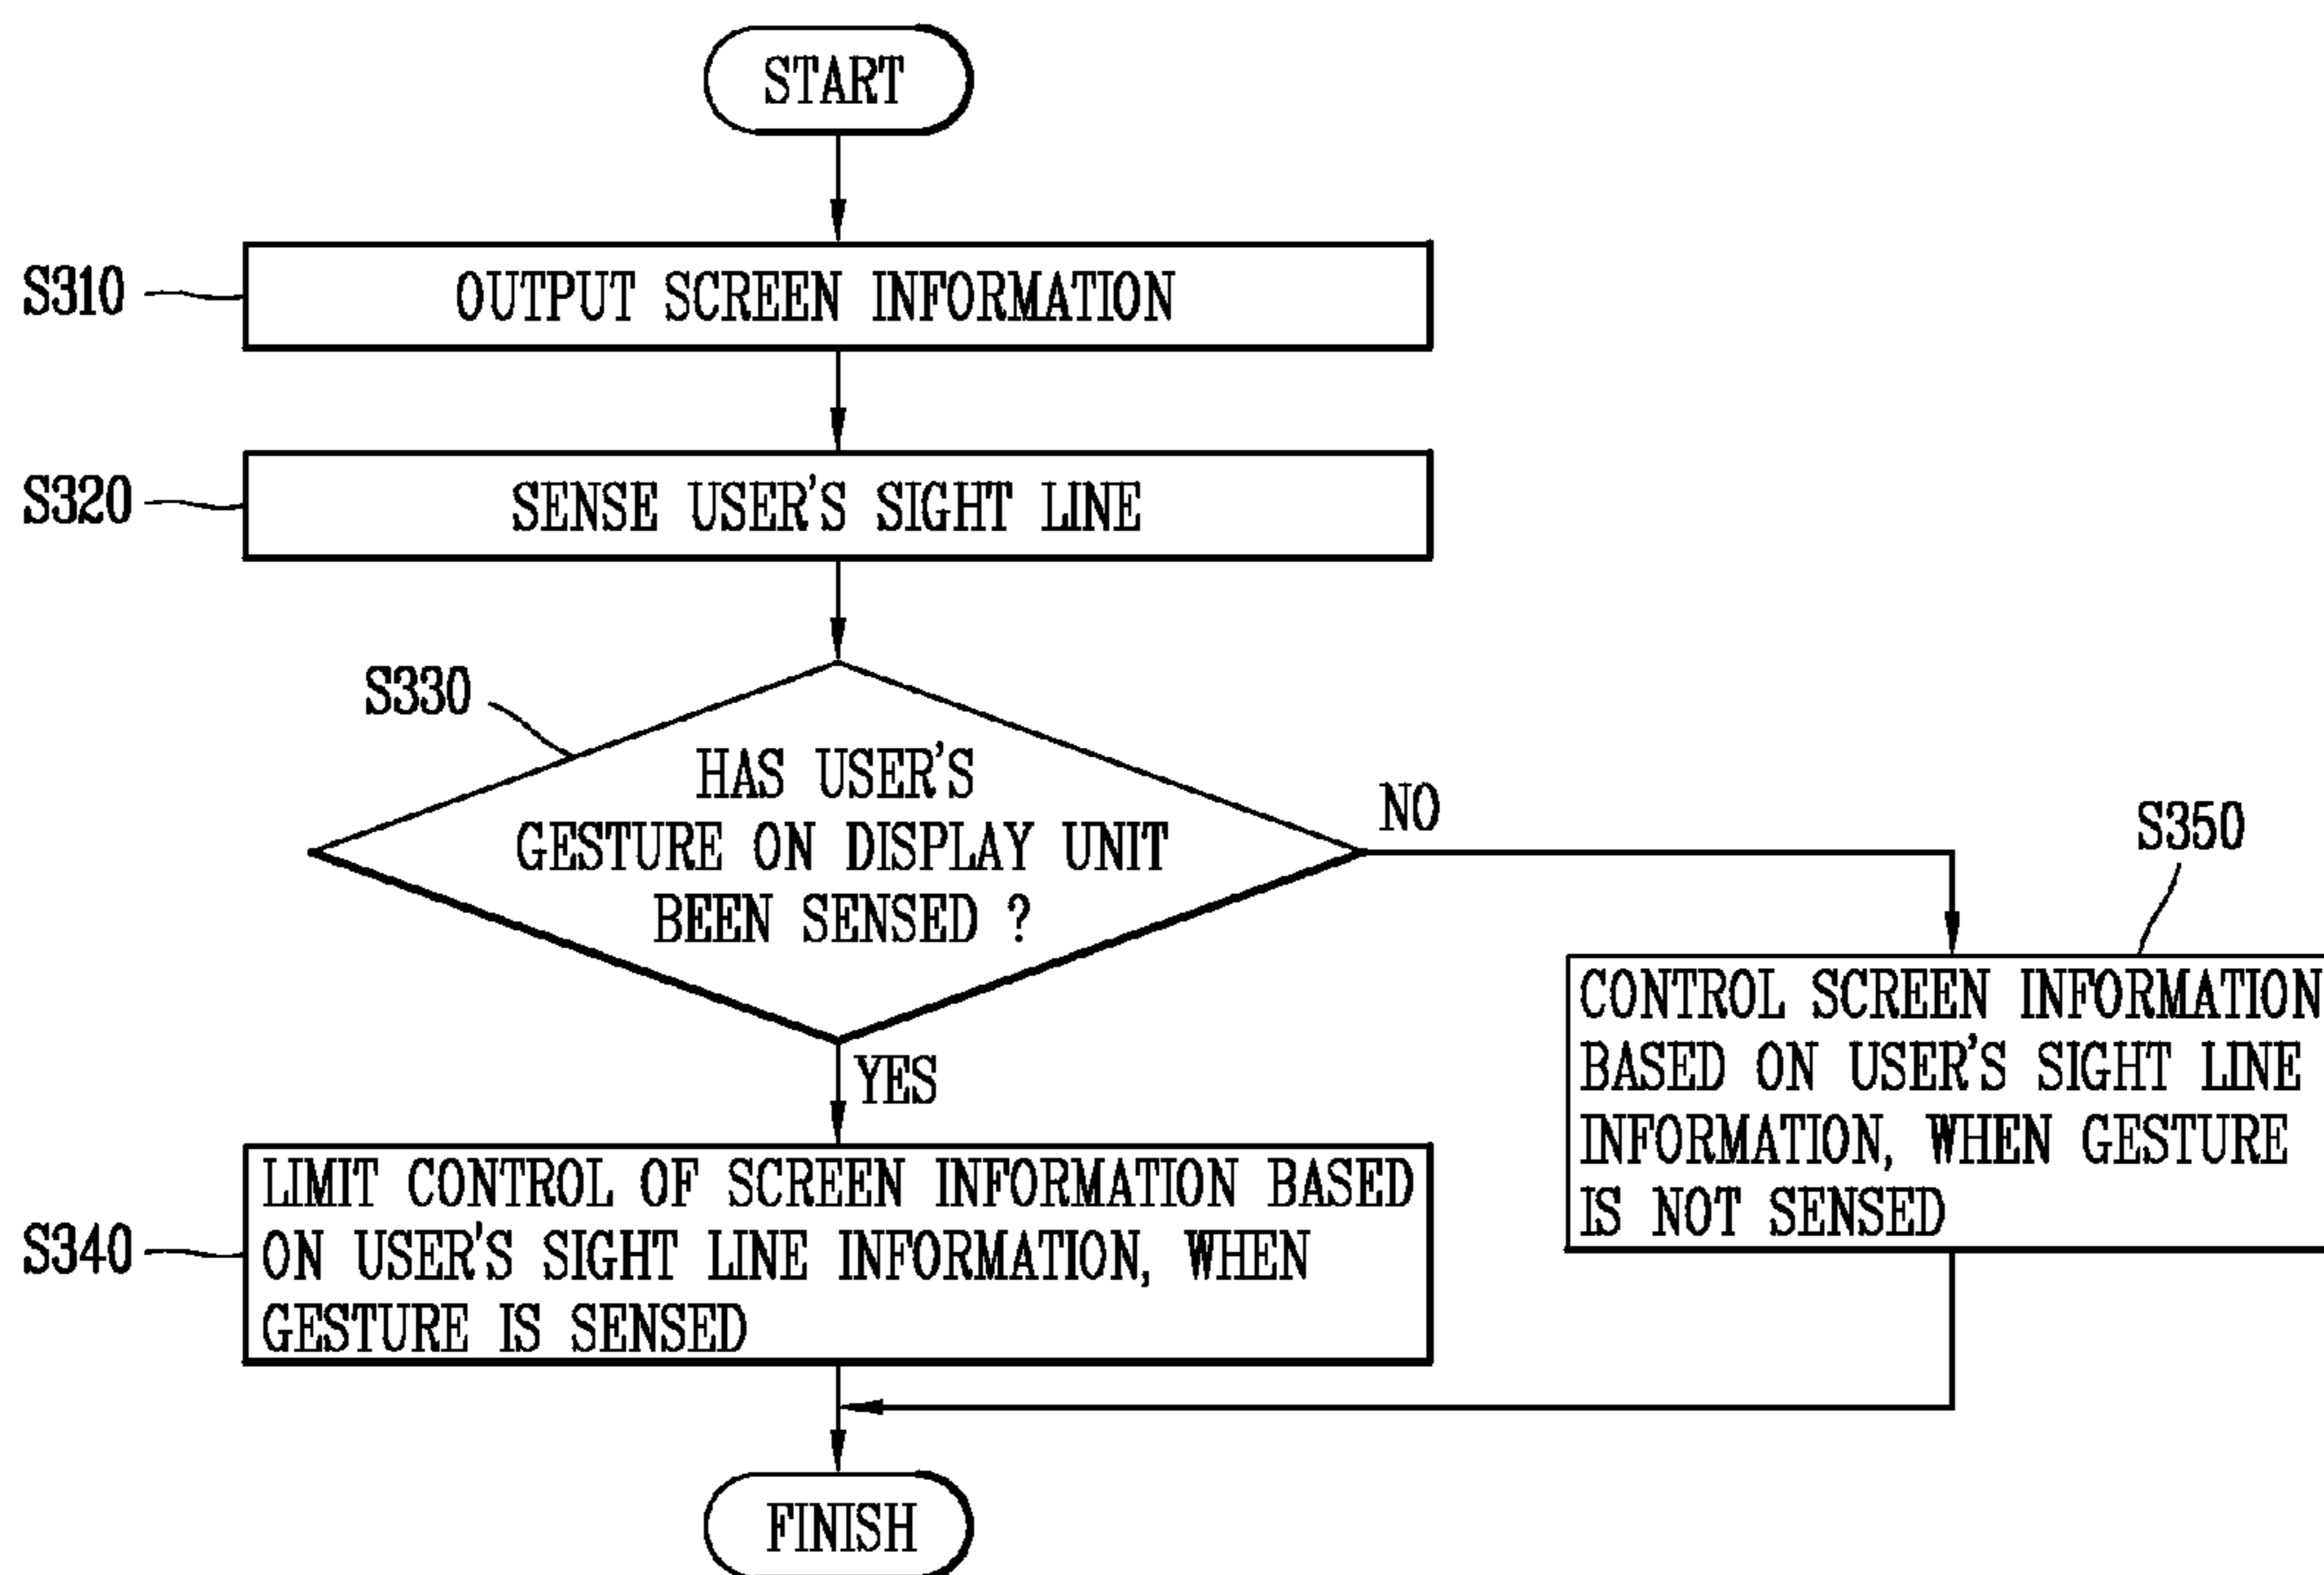 START
S310
OUTPUT SCREEN INFORMATION
S320
SENSE USER'S SIGHT LINE
S330
HAS USER'S
GESTURE ON DISPLAY UNIT
BEEN SENSED ?
NO
YES
S350
CONTROL SCREEN INFORMATION
BASED ON USER'S SIGHT LINE
INFORMATION, WHEN GESTURE
IS NOT SENSED
S340
LIMIT CONTROL OF SCREEN INFORMATION BASED
ON USER'S SIGHT LINE INFORMATION, WHEN
GESTURE IS SENSED
FINISH